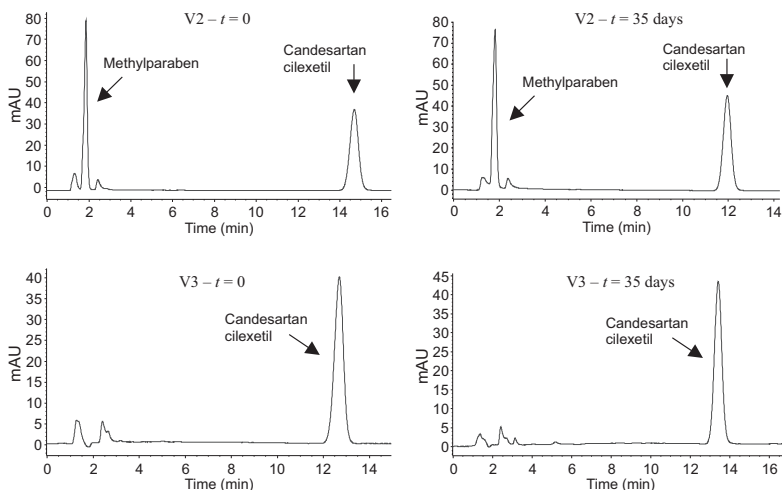 V2 – t = 0
80
70
60
50
40
30
20
10
0
mAU
Methylparaben
Candesartan
cilexetil
0 2 4 6 8 10 12 14 16
Time (min)
V2 – t = 35 days
80
70
60
50
40
30
20
10
0
mAU
Candesartan
cilexetil
Methylparaben
0 2 4 6 8 10 12 14
Time (min)
V3 – t = 0
40
35
30
25
20
15
10
5
0
mAU
Candesartan
cilexetil
0 2 4 6 8 10 12 14
Time (min)
V3 – t = 35 days
45
40
35
30
25
20
15
10
5
0
mAU
Candesartan
cilexetil
0 2 4 6 8 10 12 14 16
Time (min)